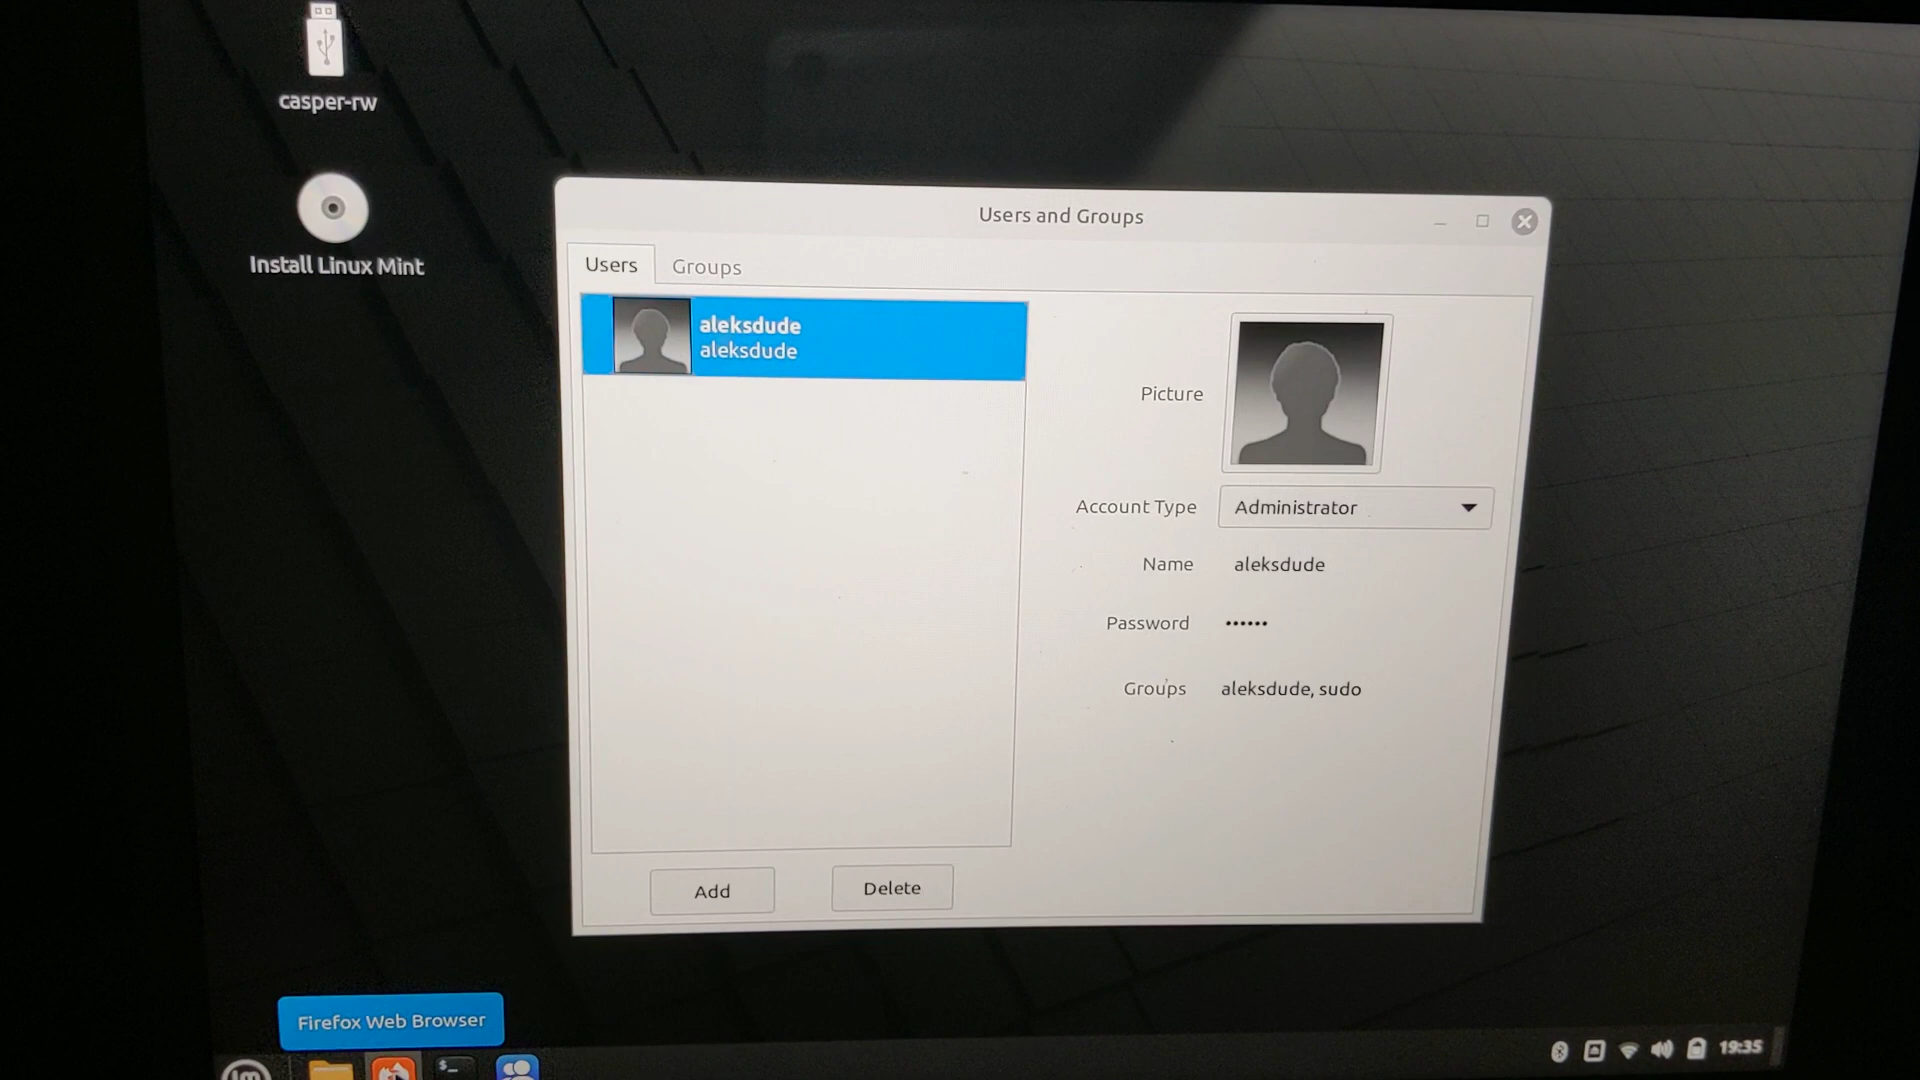 casper-rw
Install Linux Mint
Users and Groups
Users
Groups
aleksdude
aleksdude
Picture
Account Type
Administrator
Name
aleksdude
Password
••••••
Groups
aleksdude, sudo
Add
Delete
Firefox Web Browser
$_
19:35